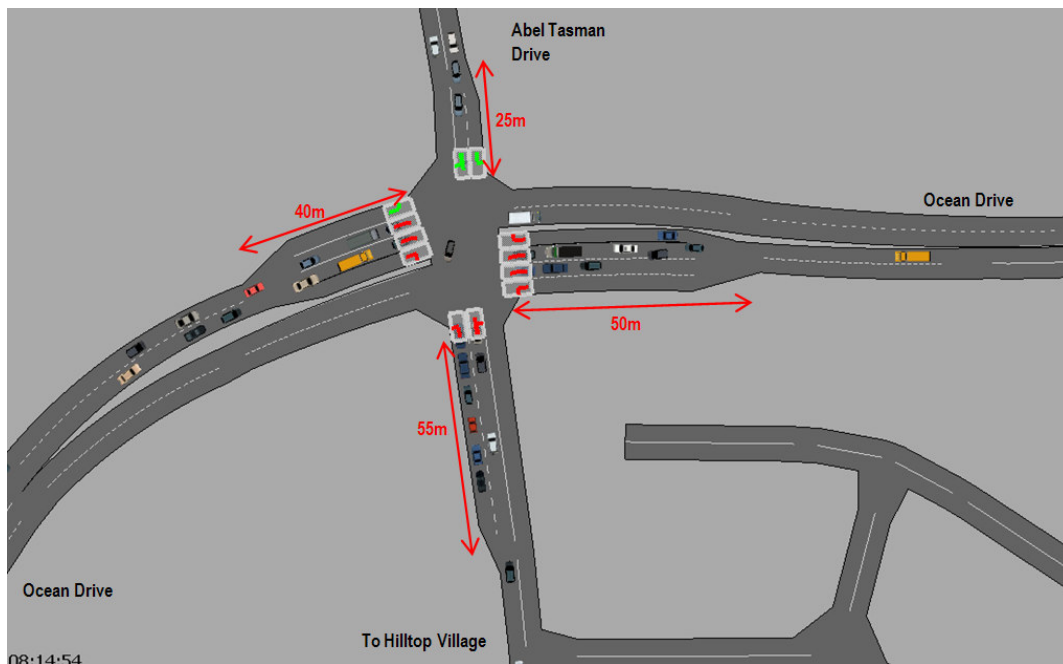 Abel Tasman
Drive
25m
Ocean Drive
40m
50m
55m
Ocean Drive
To Hilltop Village
08:14:54